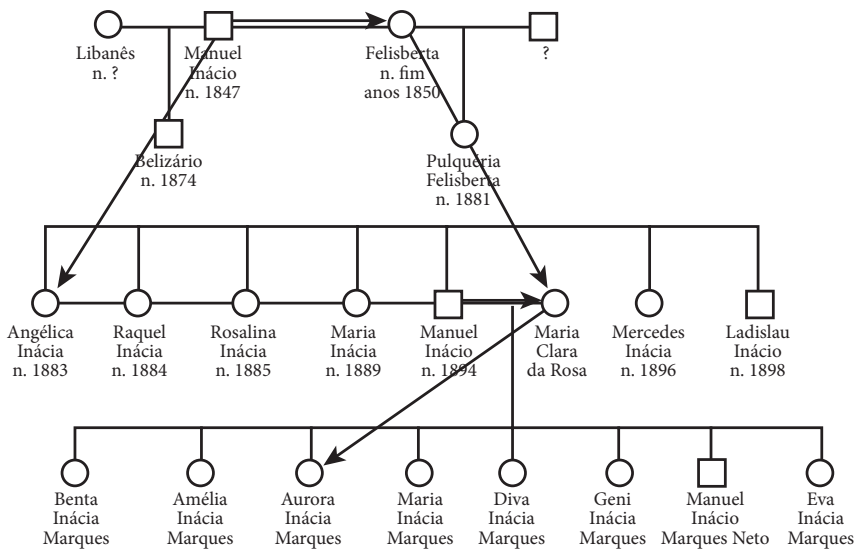 Libanês
n. ?
Manuel
Inácio
n. 1847
Felisberta
n. fim
anos 1850
?
Belizário
n. 1874
Pulquéria
Felisberta
n. 1881
Angélica
Inácia
n. 1883
Raquel
Inácia
n. 1884
Rosalina
Inácia
n. 1885
Maria
Inácia
n. 1889
Manuel
Inácio
n. 1894
Maria
Clara
da Rosa
Mercedes
Inácia
n. 1896
Ladislau
Inácio
n. 1898
Benta
Inácia
Marques
Amélia
Inácia
Marques
Aurora
Inácia
Marques
Maria
Inácia
Marques
Diva
Inácia
Marques
Geni
Inácia
Marques
Manuel
Inácio
Marques Neto
Eva
Inácia
Marques